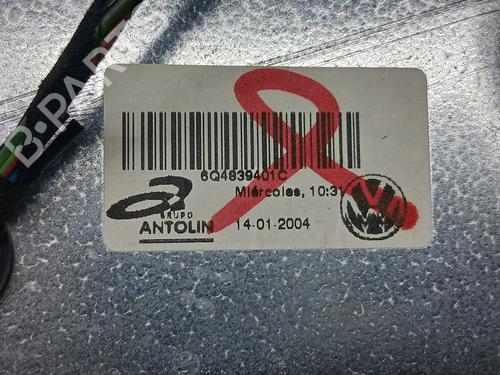 6Q4839401C
Miércoles, 10:31
GRUPO
ANTOLIN
14-01-2004
B-PARTS